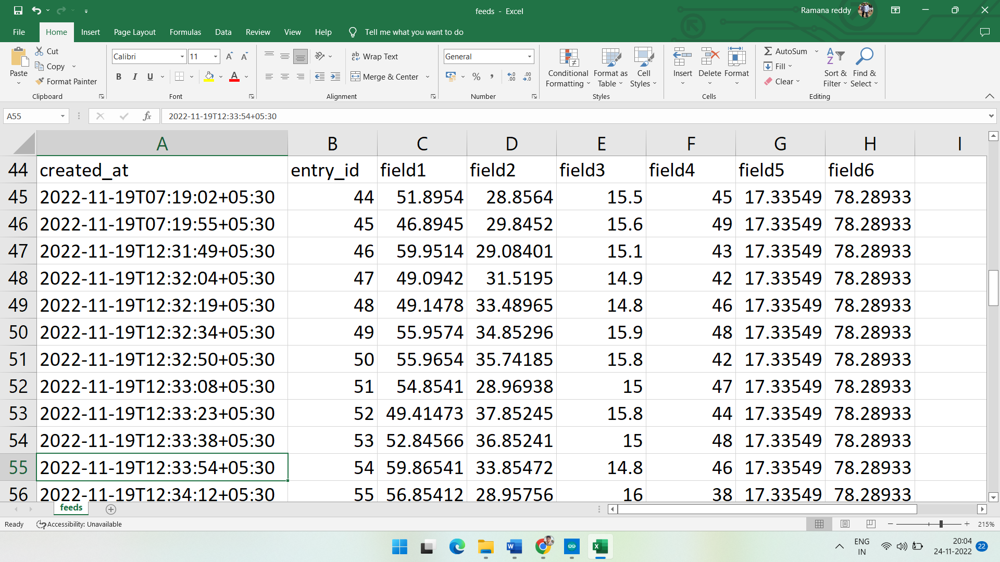 feeds - Excel
Ramana reddy
File Home Insert Page Layout Formulas Data Review View Help Tell me what you want to do
Paste
Cut
Copy
Format Painter
Clipboard
Calibri 11
B I U
Font
Wrap Text
Merge & Center
Alignment
General
Number
Conditional Formatting
Format as Table
Cell Styles
Styles
Insert Delete Format
Cells
AutoSum
Fill
Clear
Sort & Filter
Find & Select
Editing
A55 fx 2022-11-19T12:33:54+05:30
A B C D E F G H I
44 created_at entry_id field1 field2 field3 field4 field5 field6
45 2022-11-19T07:19:02+05:30 44 51.8954 28.8564 15.5 45 17.33549 78.28933
46 2022-11-19T07:19:55+05:30 45 46.8945 29.8452 15.6 49 17.33549 78.28933
47 2022-11-19T12:31:49+05:30 46 59.9514 29.08401 15.1 43 17.33549 78.28933
48 2022-11-19T12:32:04+05:30 47 49.0942 31.5195 14.9 42 17.33549 78.28933
49 2022-11-19T12:32:19+05:30 48 49.1478 33.48965 14.8 46 17.33549 78.28933
50 2022-11-19T12:32:34+05:30 49 55.9574 34.85296 15.9 48 17.33549 78.28933
51 2022-11-19T12:32:50+05:30 50 55.9654 35.74185 15.8 42 17.33549 78.28933
52 2022-11-19T12:33:08+05:30 51 54.8541 28.96938 15 47 17.33549 78.28933
53 2022-11-19T12:33:23+05:30 52 49.41473 37.85245 15.8 44 17.33549 78.28933
54 2022-11-19T12:33:38+05:30 53 52.84566 36.85241 15 48 17.33549 78.28933
55 2022-11-19T12:33:54+05:30 54 59.86541 33.85472 14.8 46 17.33549 78.28933
56 2022-11-19T12:34:12+05:30 55 56.85412 28.95756 16 38 17.33549 78.28933
feeds
Ready Accessibility: Unavailable 215%
ENG
IN
20:04
24-11-2022
22